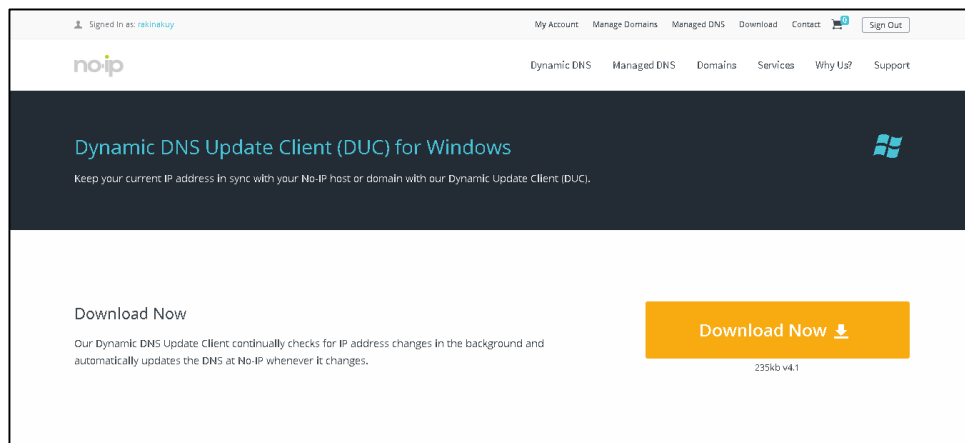 Signed In as: rakinakuy
My Account Manage Domains Managed DNS Download Contact 0 Sign Out
no-ip
Dynamic DNS Managed DNS Domains Services Why Us? Support
Dynamic DNS Update Client (DUC) for Windows
Keep your current IP address in sync with your No-IP host or domain with our Dynamic Update Client (DUC).
Download Now
Our Dynamic DNS Update Client continually checks for IP address changes in the background and
automatically updates the DNS at No-IP whenever it changes.
Download Now
235kb v4.1